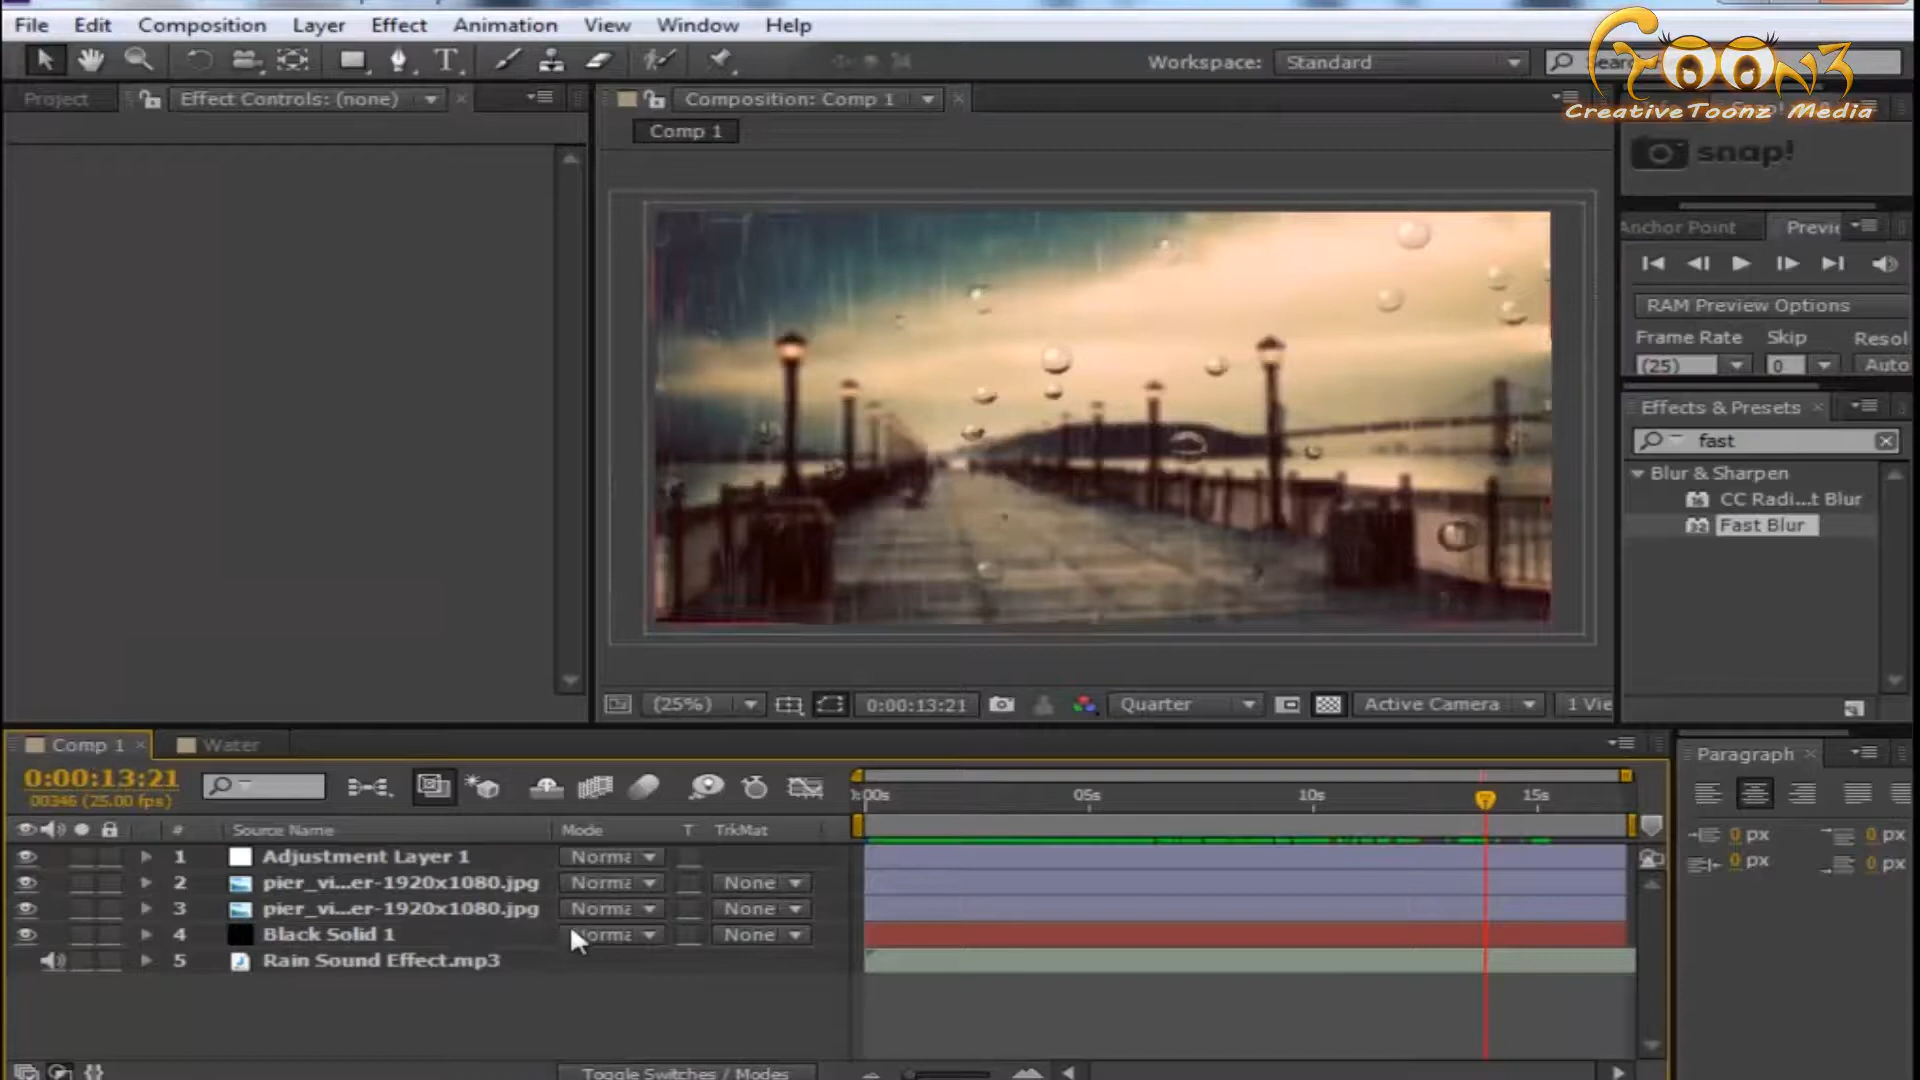 File Edit Composition Layer Effect Animation View Window Help
Workspace: Standard
Toonz
CreativeToonz Media
Project Effect Controls: (none)
Composition: Comp 1
Comp 1
snap!
Anchor Point Previ
RAM Preview Options
Frame Rate Skip Resol
(25) 0 Auto
Effects & Presets
fast
Blur & Sharpen
CC Radi...t Blur
Fast Blur
(25%) 0:00:13:21 Quarter Active Camera 1 Vie
Comp 1 Water
0:00:13:21
00346 (25.00 fps)
:00s 05s 10s 15s
# Source Name Mode T TrkMat
1 Adjustment Layer 1 Norma
2 pier_vi...er-1920x1080.jpg Norma None
3 pier_vi...er-1920x1080.jpg Norma None
4 Black Solid 1 Norma None
5 Rain Sound Effect.mp3
Toggle Switches / Modes
Paragraph
0 px 0 px
0 px 0 px